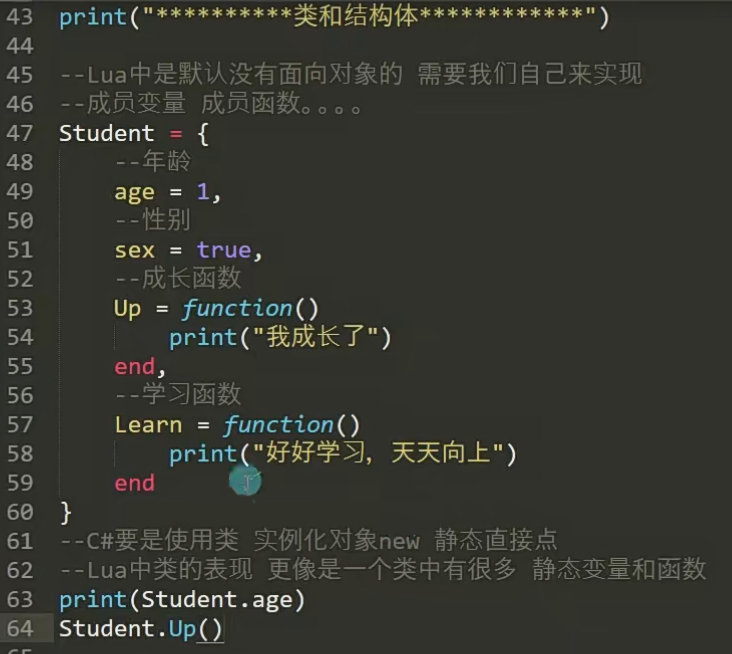 43 print("**********类和结构体************")
44
45 --Lua中是默认没有面向对象的 需要我们自己来实现
46 --成员变量 成员函数。。。。
47 Student = {
48 --年龄
49 age = 1,
50 --性别
51 sex = true,
52 --成长函数
53 Up = function()
54 print("我成长了")
55 end,
56 --学习函数
57 Learn = function()
58 print("好好学习，天天向上")
59 end
60 }
61 --C#要是使用类 实例化对象new 静态直接点
62 --Lua中类的表现 更像是一个类中有很多 静态变量和函数
63 print(Student.age)
64 Student.Up()